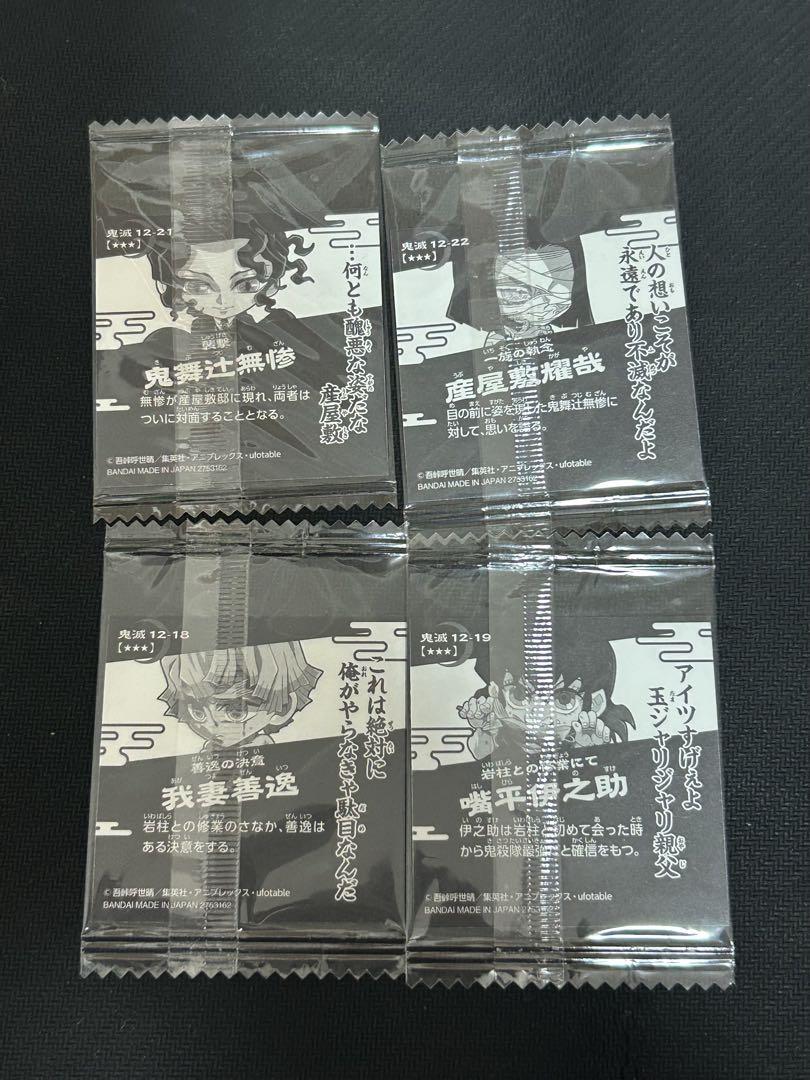 鬼滅 12-21
【★★★】
…何とも醜悪な姿だな
産屋敷
襲撃
鬼舞辻無惨
無惨が産屋敷邸に現れ、両者は
ついに対面することとなる。
©吾峠呼世晴/集英社・アニプレックス・ufotable
BANDAI MADE IN JAPAN 2753162
鬼滅 12-22
【★★★】
人の想いこそが
永遠であり不滅なんだよ
一族の執念
産屋敷耀哉
目の前に姿を現した鬼舞辻無惨に
対して、思いを語る。
©吾峠呼世晴/集英社・アニプレックス・ufotable
BANDAI MADE IN JAPAN 2753162
鬼滅 12-18
【★★★】
これは絶対に
俺がやらなきゃ駄目なんだ
善逸の決意
我妻善逸
岩柱との修業のさなか、善逸は
ある決意をする。
©吾峠呼世晴/集英社・アニプレックス・ufotable
BANDAI MADE IN JAPAN 2753162
鬼滅 12-19
【★★★】
アイツすげぇよ
玉ジャリジャリ親父
岩柱との修業にて
嘴平伊之助
伊之助は岩柱と初めて会った時
から鬼殺隊最強だと確信をもつ。
©吾峠呼世晴/集英社・アニプレックス・ufotable
BANDAI MADE IN JAPAN 2753162